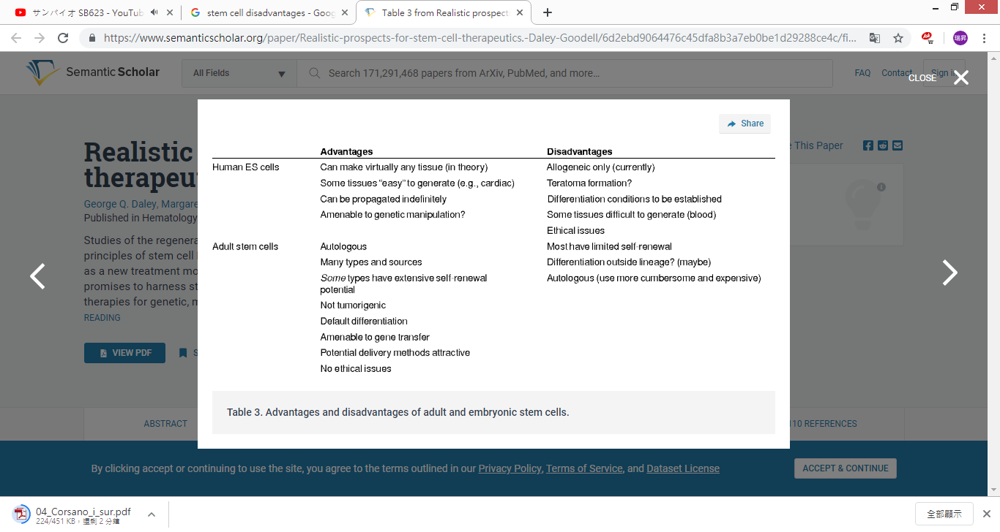 サンバイオ SB623 - YouTub
stem cell disadvantages - Goog
Table 3 from Realistic prospect
https://www.semanticscholar.org/paper/Realistic-prospects-for-stem-cell-therapeutics.-Daley-Goodell/6d2ebd9064476c45dfa8b3a7eb0be1d29288ce4c/fi...
瑞昇
Semantic Scholar
All Fields
Search 171,291,468 papers from ArXiv, PubMed, and more...
FAQ
Contact
Sign i
CLOSE
Share
Realistic
therapeu
This Paper
George Q. Daley, Margare
Published in Hematology
Studies of the regenera
principles of stem cell
as a new treatment mo
promises to harness st
therapies for genetic, m
READING
VIEW PDF
S
Advantages Disadvantages
Human ES cells Can make virtually any tissue (in theory) Allogeneic only (currently)
Some tissues “easy” to generate (e.g., cardiac) Teratoma formation?
Can be propagated indefinitely Differentiation conditions to be established
Amenable to genetic manipulation? Some tissues difficult to generate (blood)
Ethical issues
Adult stem cells Autologous Most have limited self-renewal
Many types and sources Differentiation outside lineage? (maybe)
Some types have extensive self-renewal Autologous (use more cumbersome and expensive)
potential
Not tumorigenic
Default differentiation
Amenable to gene transfer
Potential delivery methods attractive
No ethical issues
Table 3. Advantages and disadvantages of adult and embryonic stem cells.
ABSTRACT
110 REFERENCES
By clicking accept or continuing to use the site, you agree to the terms outlined in our Privacy Policy, Terms of Service, and Dataset License
ACCEPT & CONTINUE
04_Corsano_i_sur.pdf
224/451 KB，還剩 2 分鐘
全部顯示